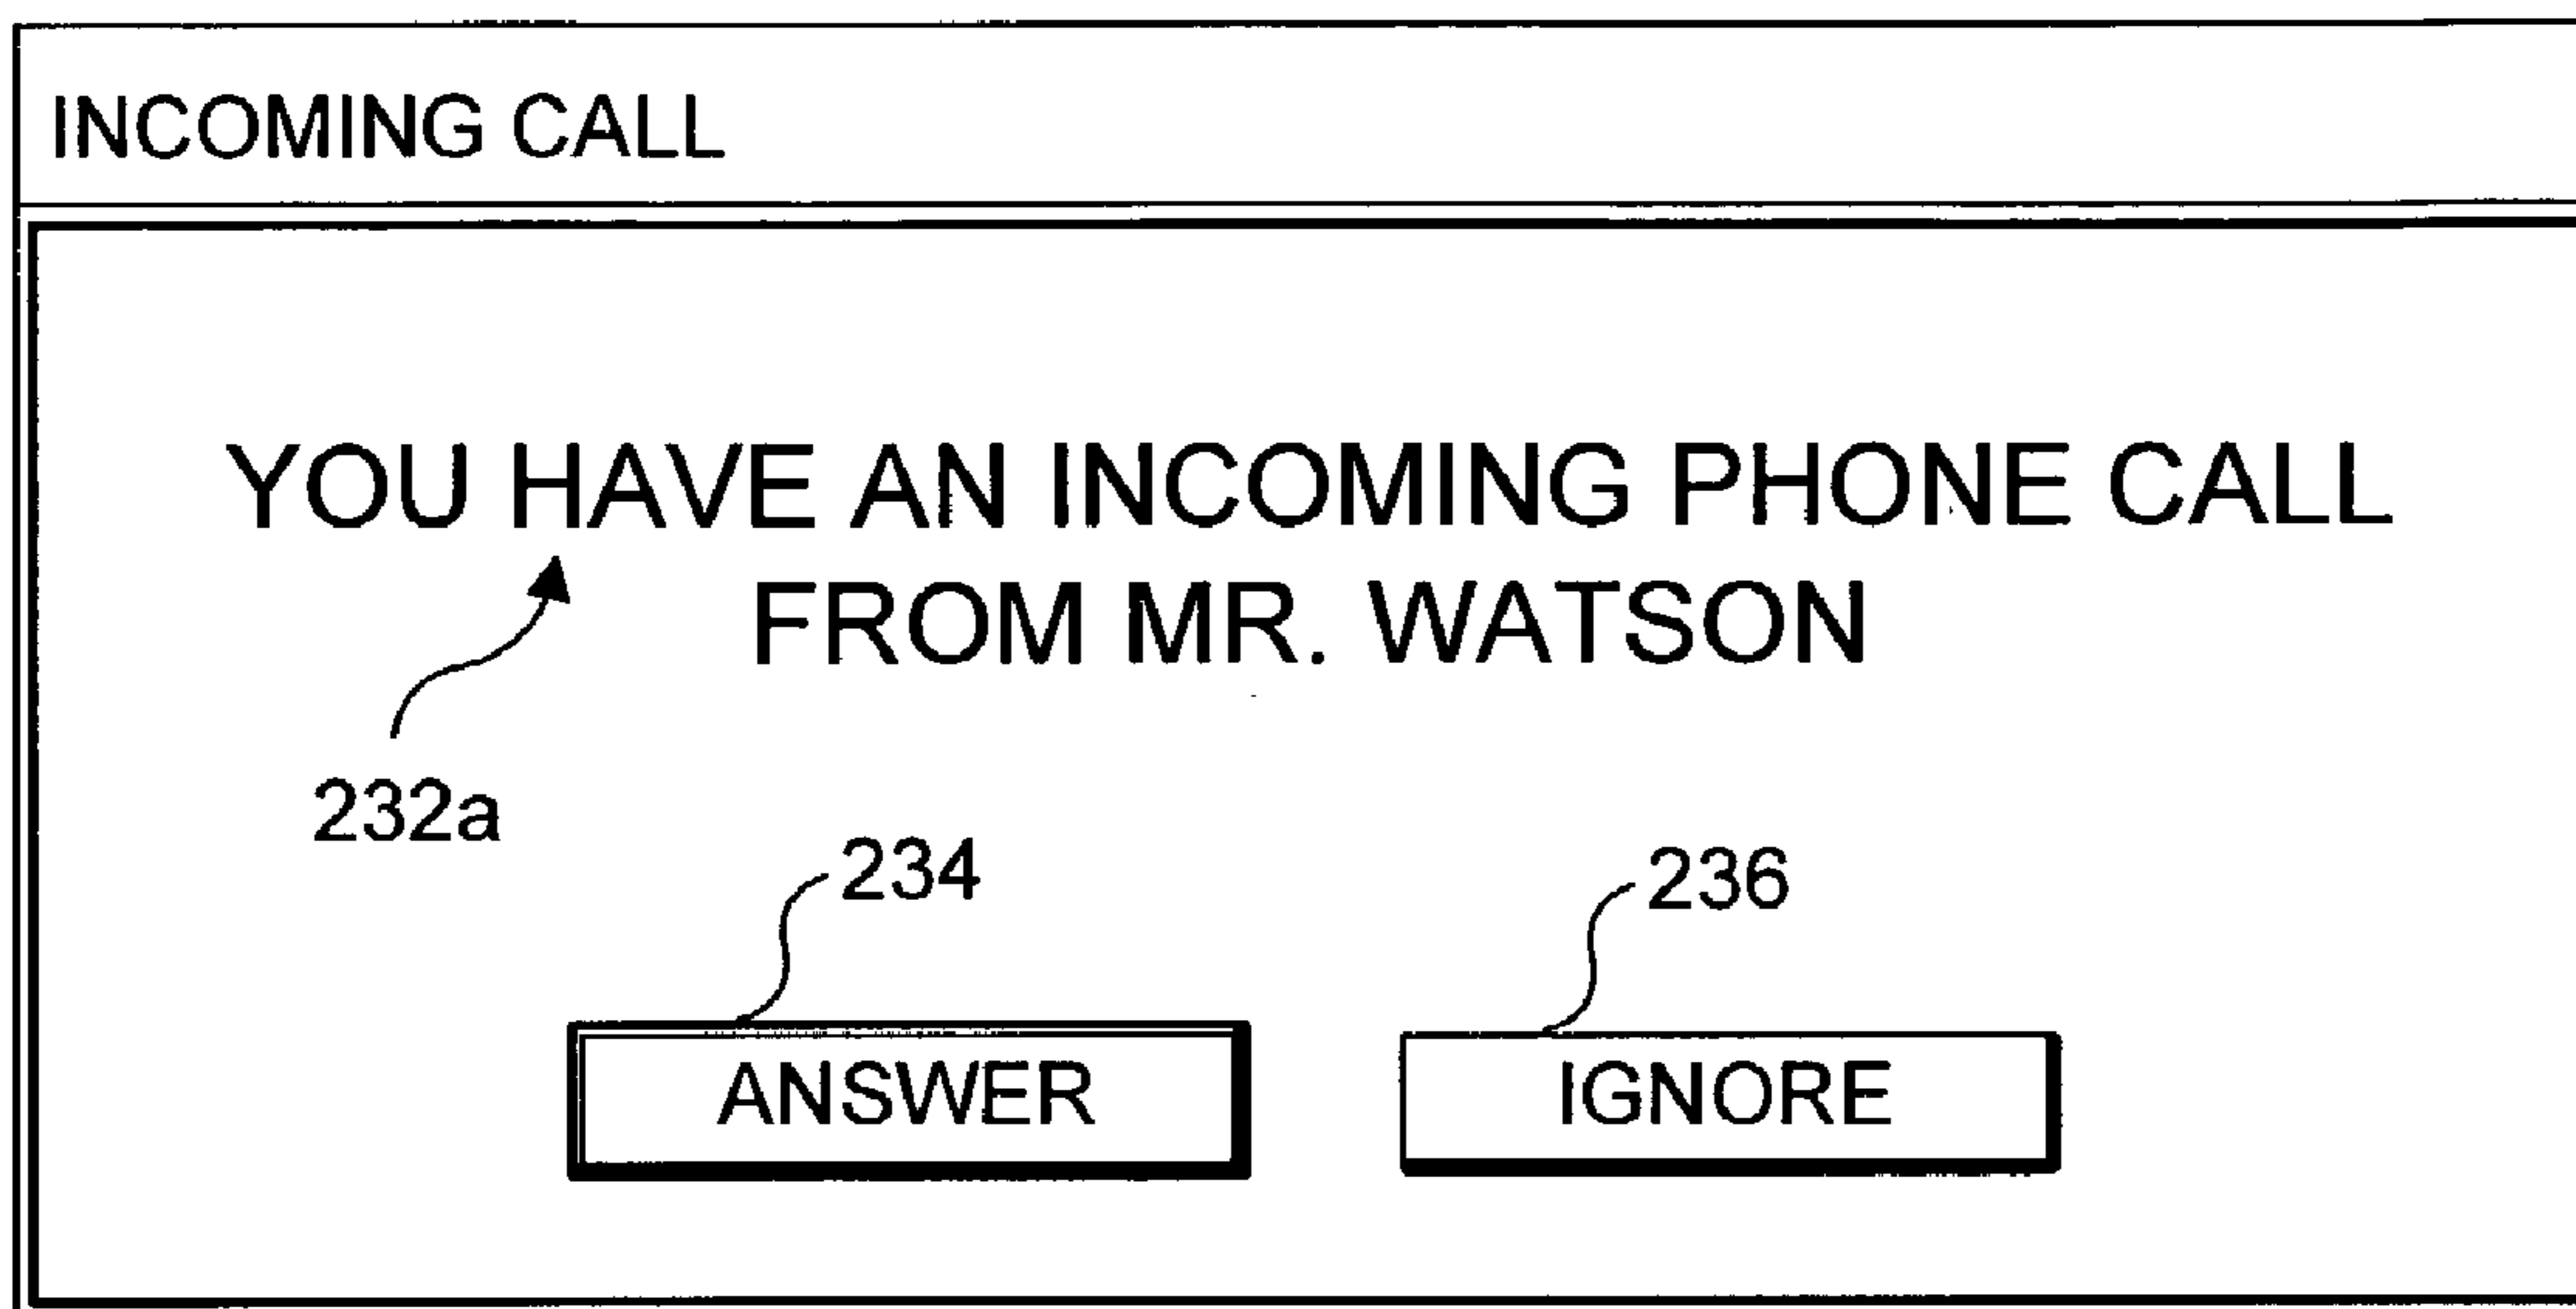 INCOMING CALL
YOU HAVE AN INCOMING PHONE CALL
FROM MR. WATSON
232a
234
236
ANSWER
IGNORE